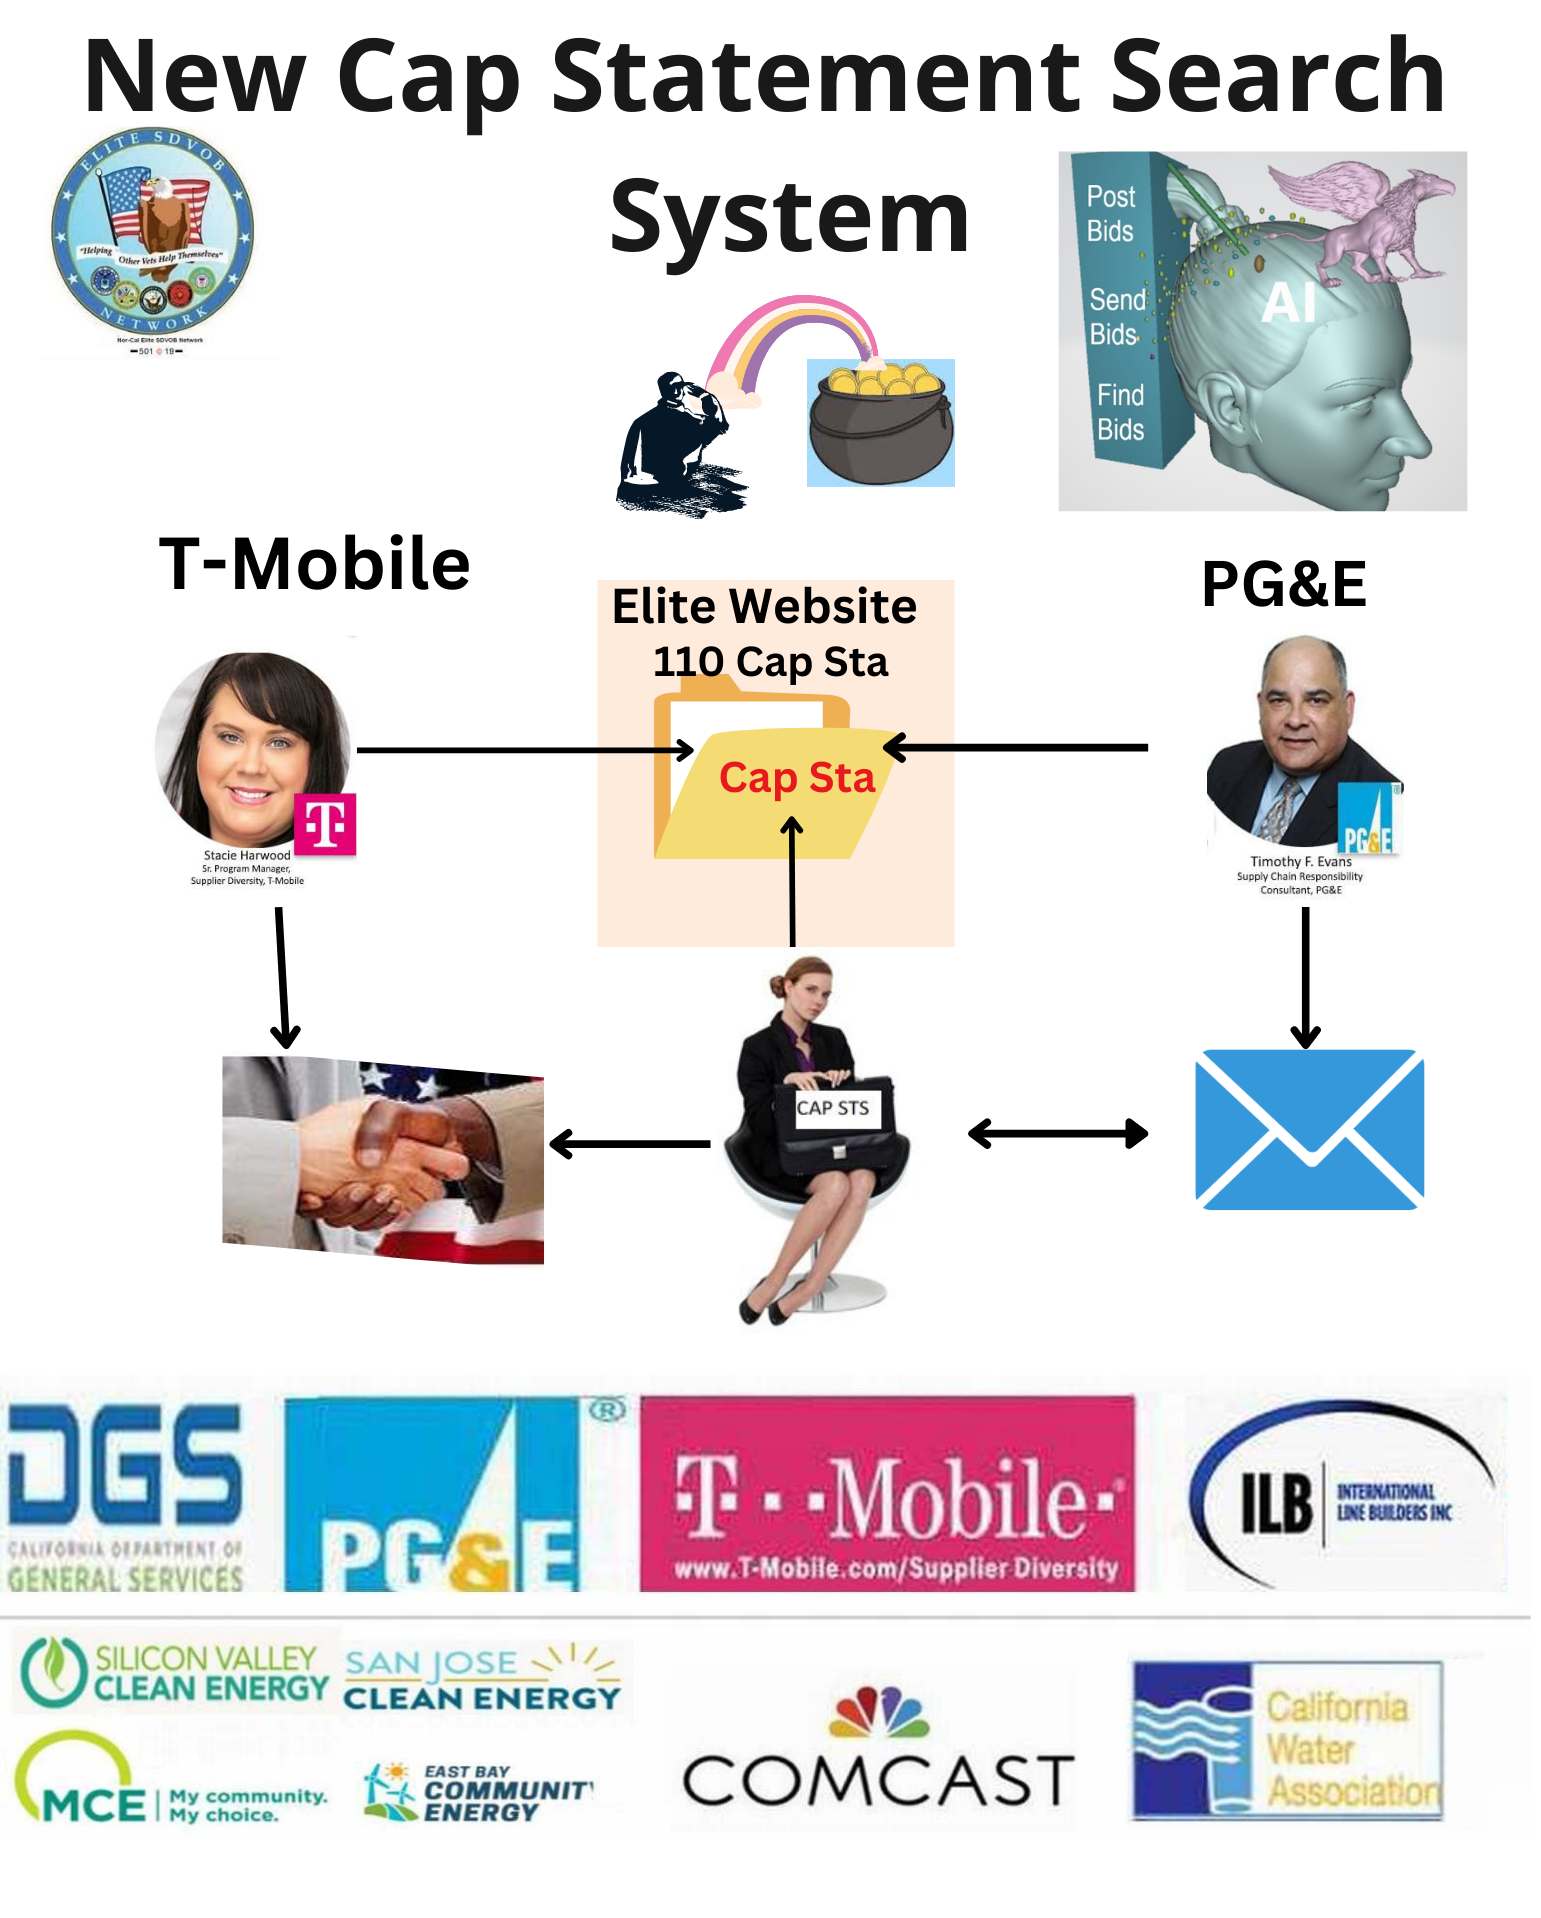 New Cap Statement Search
System
ELITE SDVOB
"Helping Other Vets Help Themselves"
NETWORK
Nor-Cal Elite SDVOB Network
501 © 19
Post
Bids
Send
Bids
Find
Bids
AI
T-Mobile
PG&E
Elite Website
110 Cap Sta
Cap Sta
T
Stacie Harwood
Sr. Program Manager,
Supplier Diversity, T-Mobile
PG&E
®
Timothy F. Evans
Supply Chain Responsibility
Consultant, PG&E
CAP STS
DGS
CALIFORNIA DEPARTMENT OF
GENERAL SERVICES
PG&E
®
T··Mobile·®
www.T-Mobile.com/Supplier Diversity
ILB
INTERNATIONAL
LINE BUILDERS INC
SILICON VALLEY
CLEAN ENERGY
SAN JOSE
CLEAN ENERGY
MCE
My community.
My choice.
EAST BAY
COMMUNITY
ENERGY
COMCAST
California
Water
Association